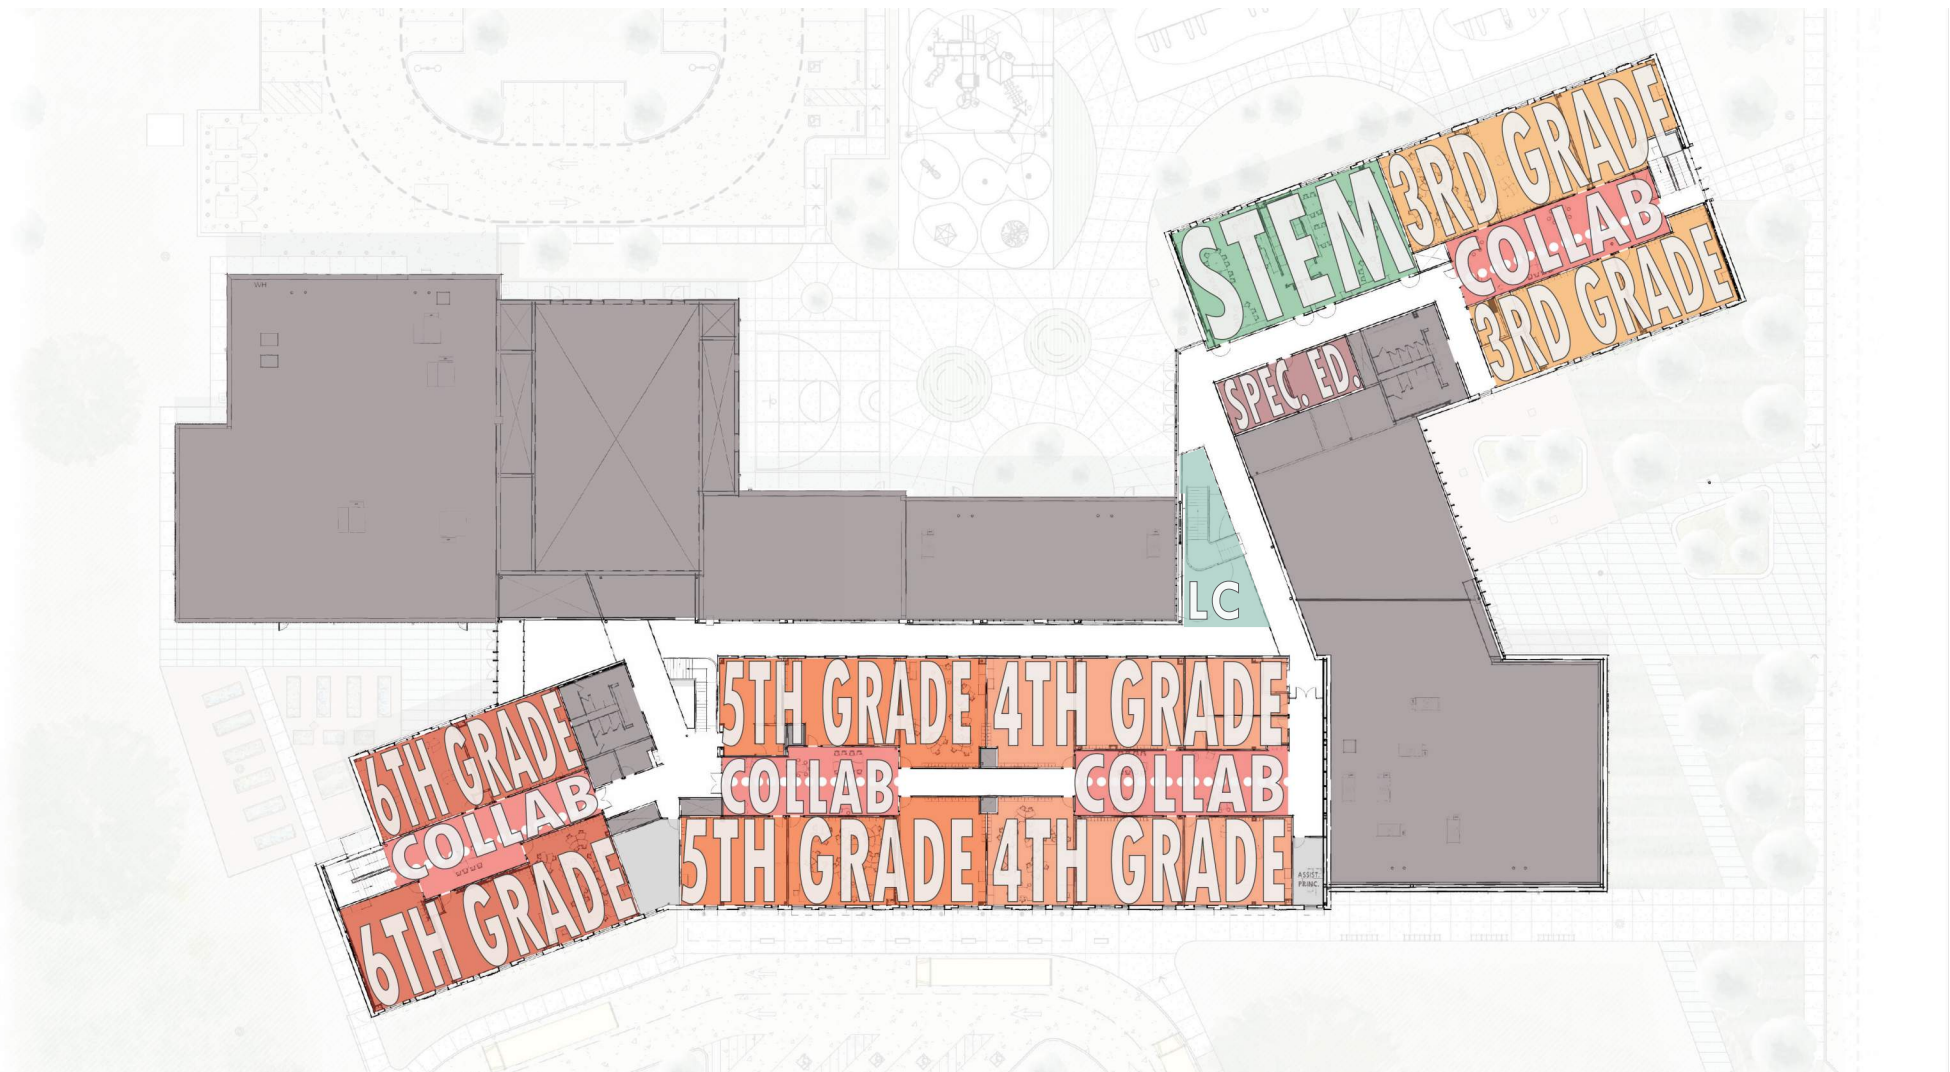 3RD GRADE
STEM
COLLAB
3RD GRADE
SPEC. ED.
LC
5TH GRADE
4TH GRADE
6TH GRADE
COLLAB
COLLAB
COLLAB
5TH GRADE
4TH GRADE
6TH GRADE
ASSIST.
PRINC.